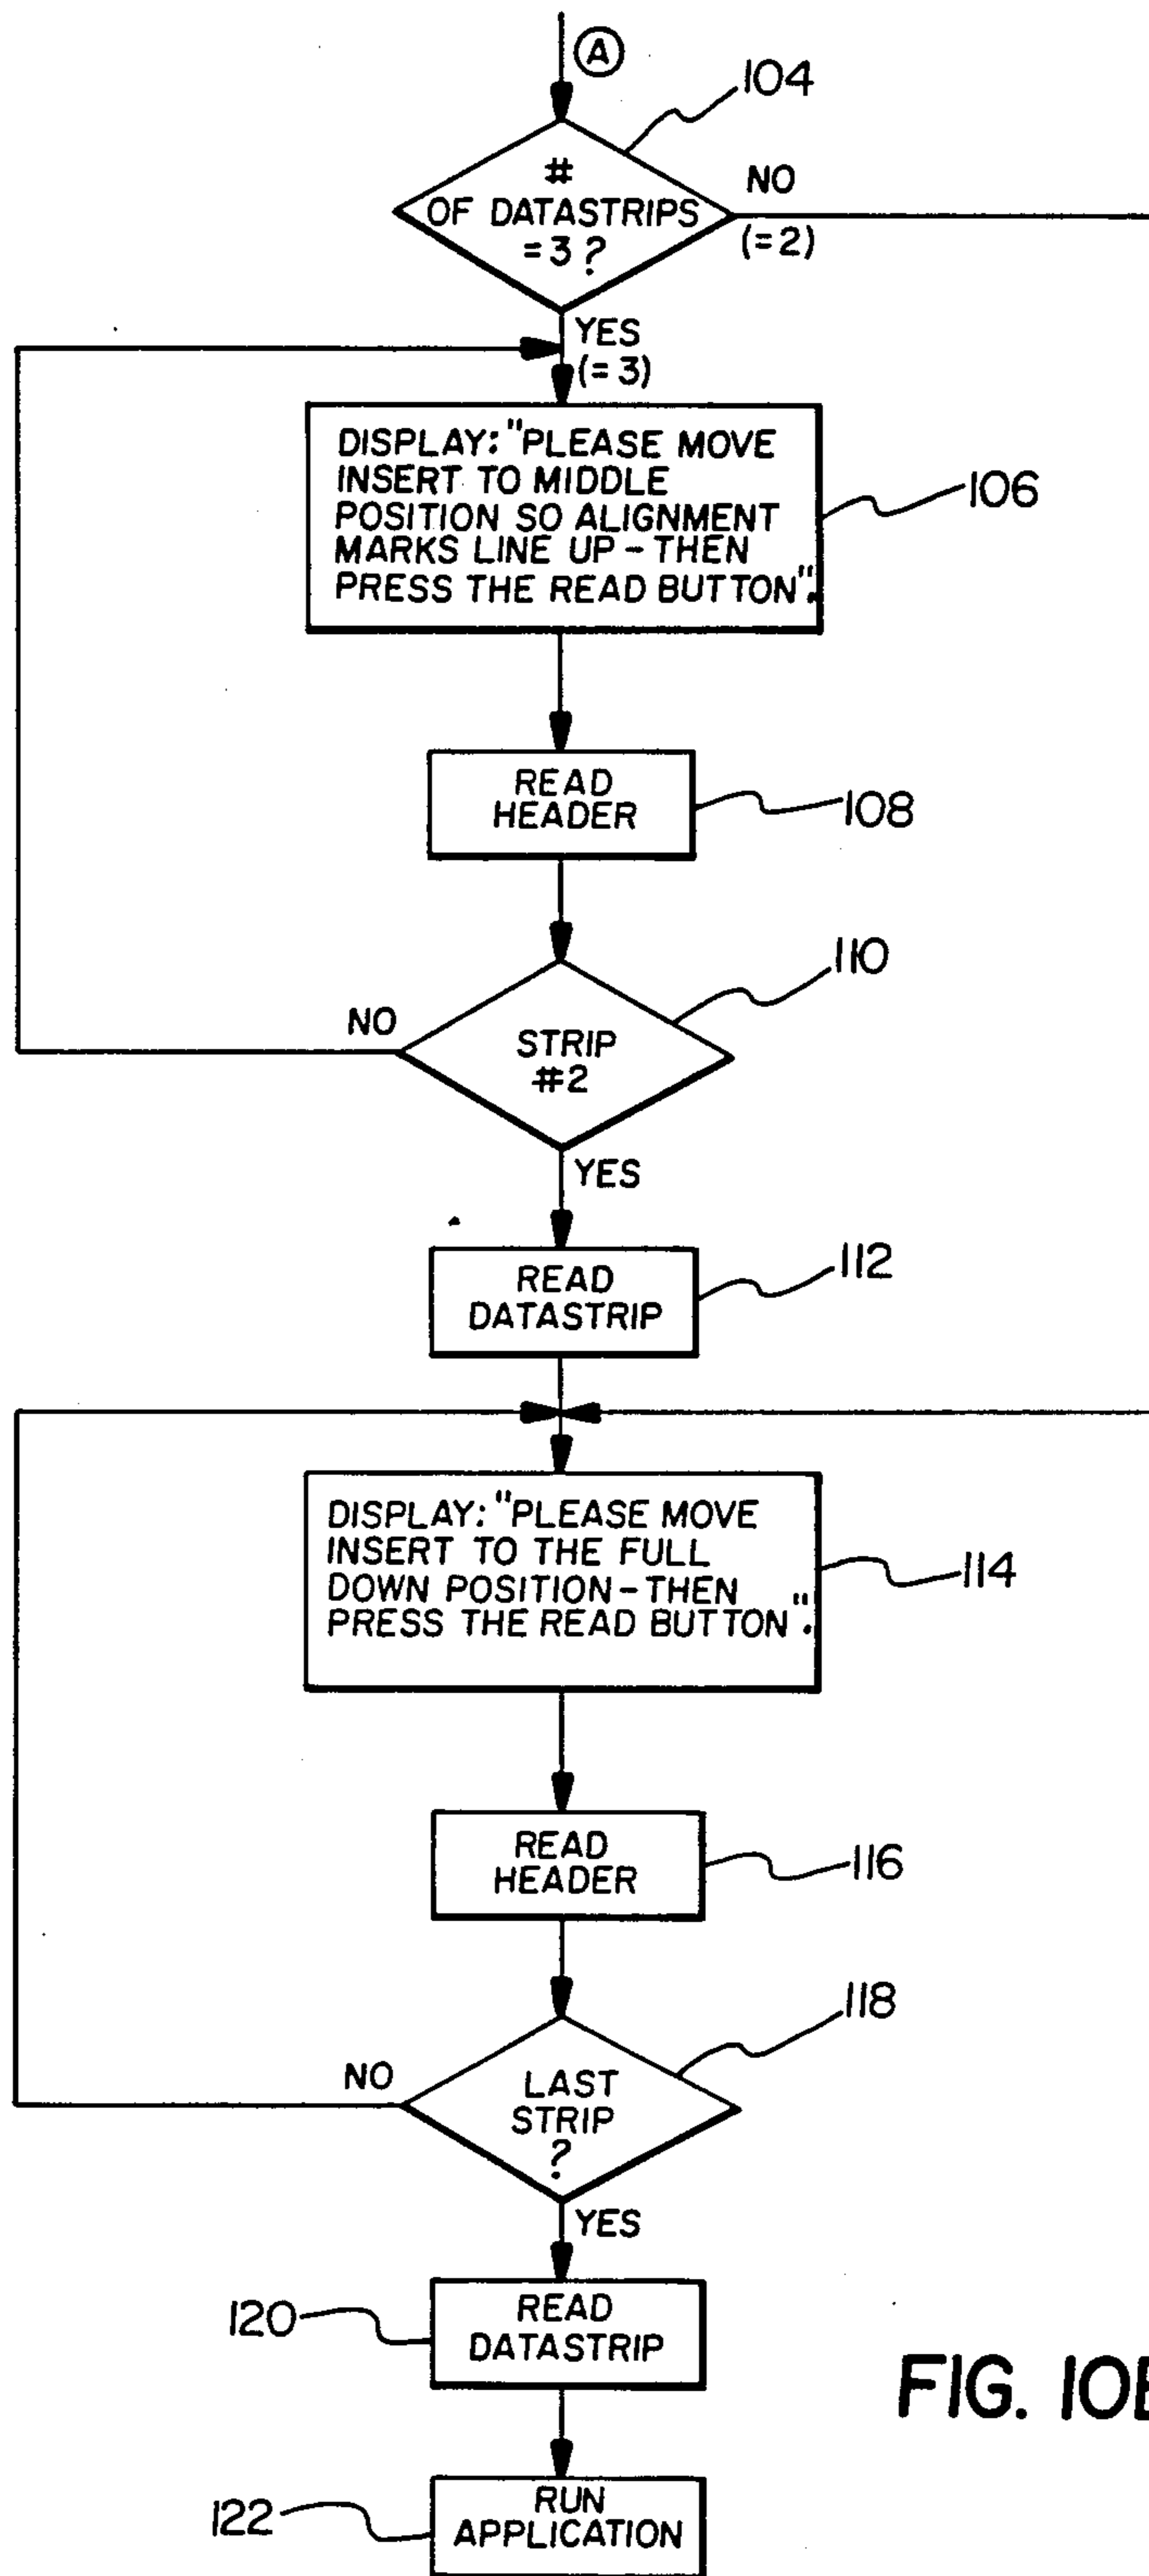 A
104
#
OF DATASTRIPS
=3?
NO
(=2)
YES
(=3)
DISPLAY: "PLEASE MOVE
INSERT TO MIDDLE
POSITION SO ALIGNMENT
MARKS LINE UP - THEN
PRESS THE READ BUTTON".
106
READ
HEADER
108
110
NO
STRIP
#2
YES
READ
DATASTRIP
112
DISPLAY: "PLEASE MOVE
INSERT TO THE FULL
DOWN POSITION - THEN
PRESS THE READ BUTTON".
114
READ
HEADER
116
118
NO
LAST
STRIP
?
YES
120
READ
DATASTRIP
FIG. 10B
122
RUN
APPLICATION